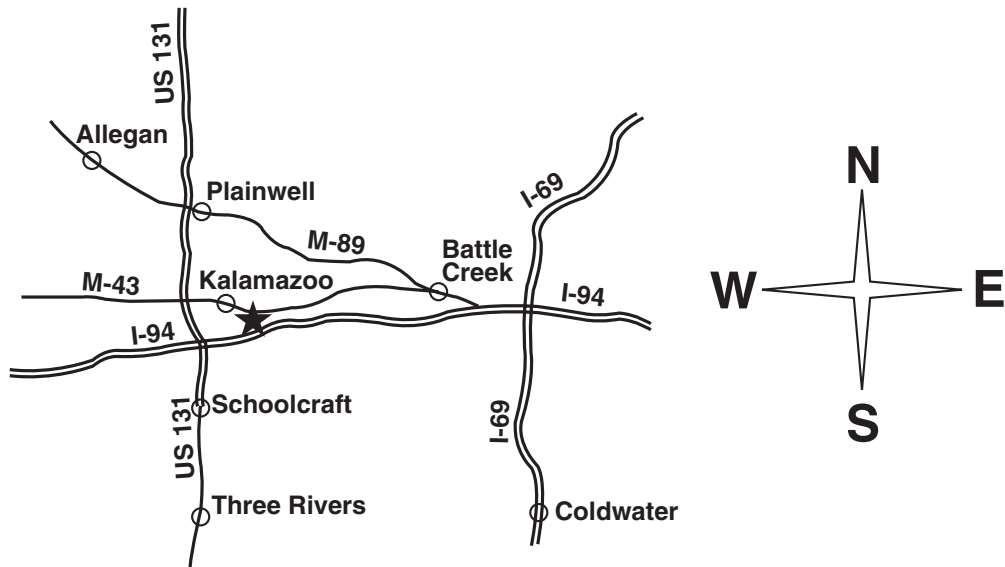 US 131
Allegan
Plainwell
I-69
N
M-89
Battle
Creek
M-43
Kalamazoo
I-94
W
E
I-94
Schoolcraft
US 131
I-69
S
Three Rivers
Coldwater